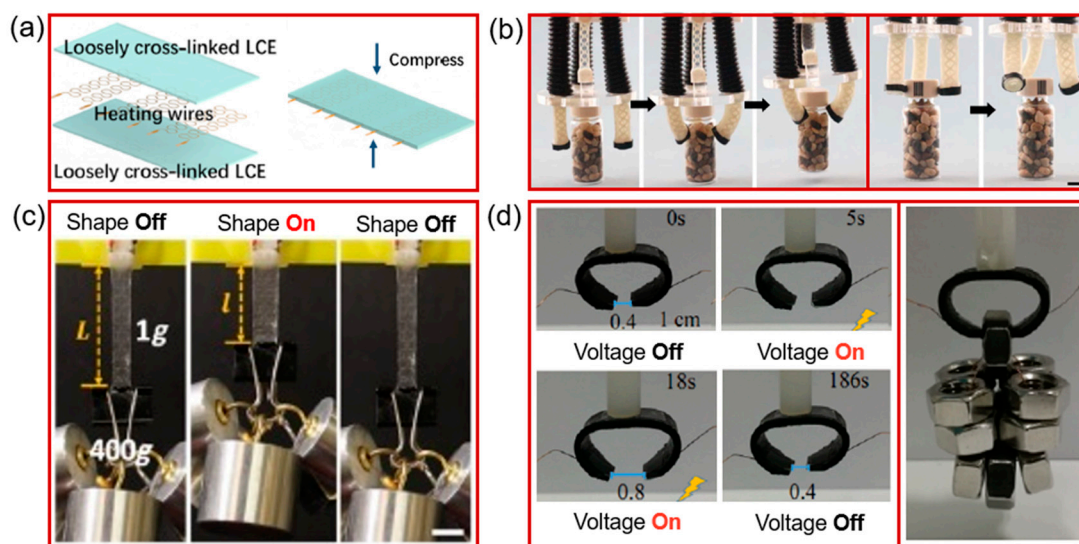 (a)
Loosely cross-linked LCE
Heating wires
Loosely cross-linked LCE
Compress
(b)
(c)
Shape Off
Shape On
Shape Off
L
1g
l
400g
(d)
0s
0.4
1 cm
Voltage Off
5s
Voltage On
18s
0.8
Voltage On
186s
0.4
Voltage Off